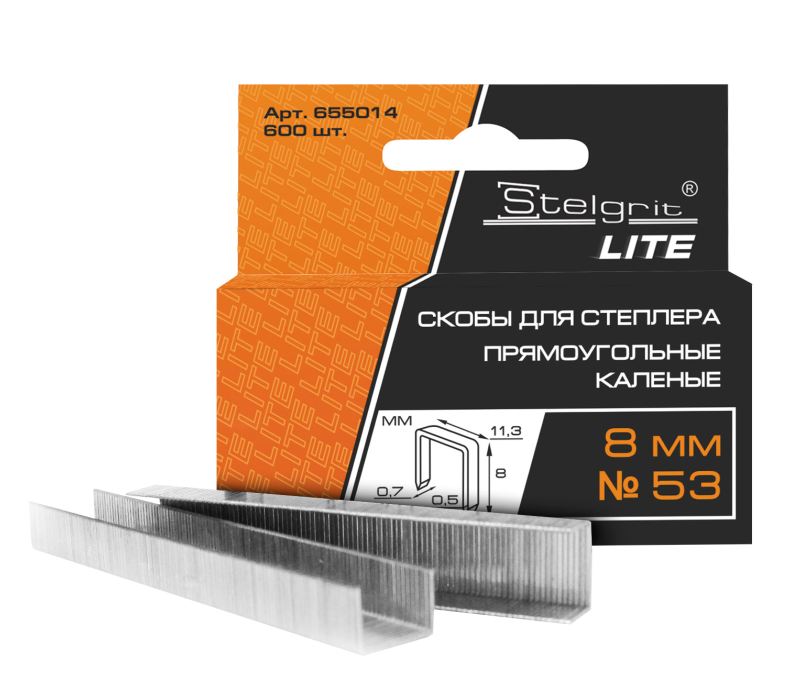 Арт. 655014
600 шт.
Stelgrit®
LITE
СКОБЫ ДЛЯ СТЕПЛЕРА
ПРЯМОУГОЛЬНЫЕ
КАЛЕНЫЕ
мм
11,3
8
0,7
0,5
8 мм
№ 53